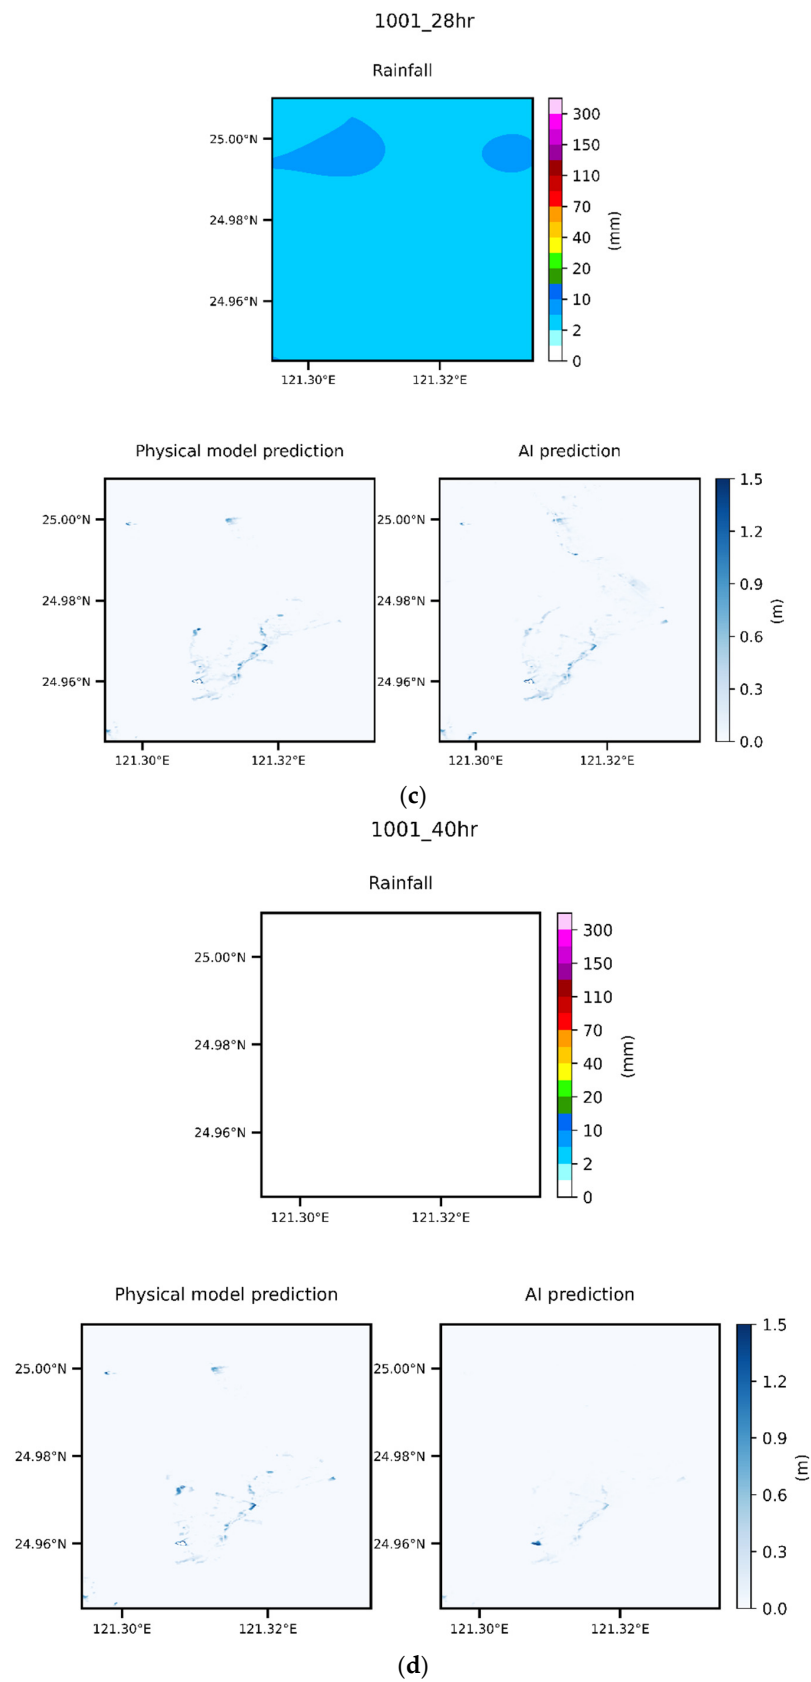 1001_28hr
Rainfall
25.00°N
24.98°N
24.96°N
121.30°E 121.32°E
300
150
110
70
40
20
10
2
0
(mm)
Physical model prediction AI prediction
25.00°N 25.00°N
24.98°N 24.98°N
24.96°N 24.96°N
121.30°E 121.32°E 121.30°E 121.32°E
1.5
1.2
0.9
0.6
0.3
0.0
(m)
(c)
1001_40hr
Rainfall
25.00°N
24.98°N
24.96°N
121.30°E 121.32°E
300
150
110
70
40
20
10
2
0
(mm)
Physical model prediction AI prediction
25.00°N 25.00°N
24.98°N 24.98°N
24.96°N 24.96°N
121.30°E 121.32°E 121.30°E 121.32°E
1.5
1.2
0.9
0.6
0.3
0.0
(m)
(d)